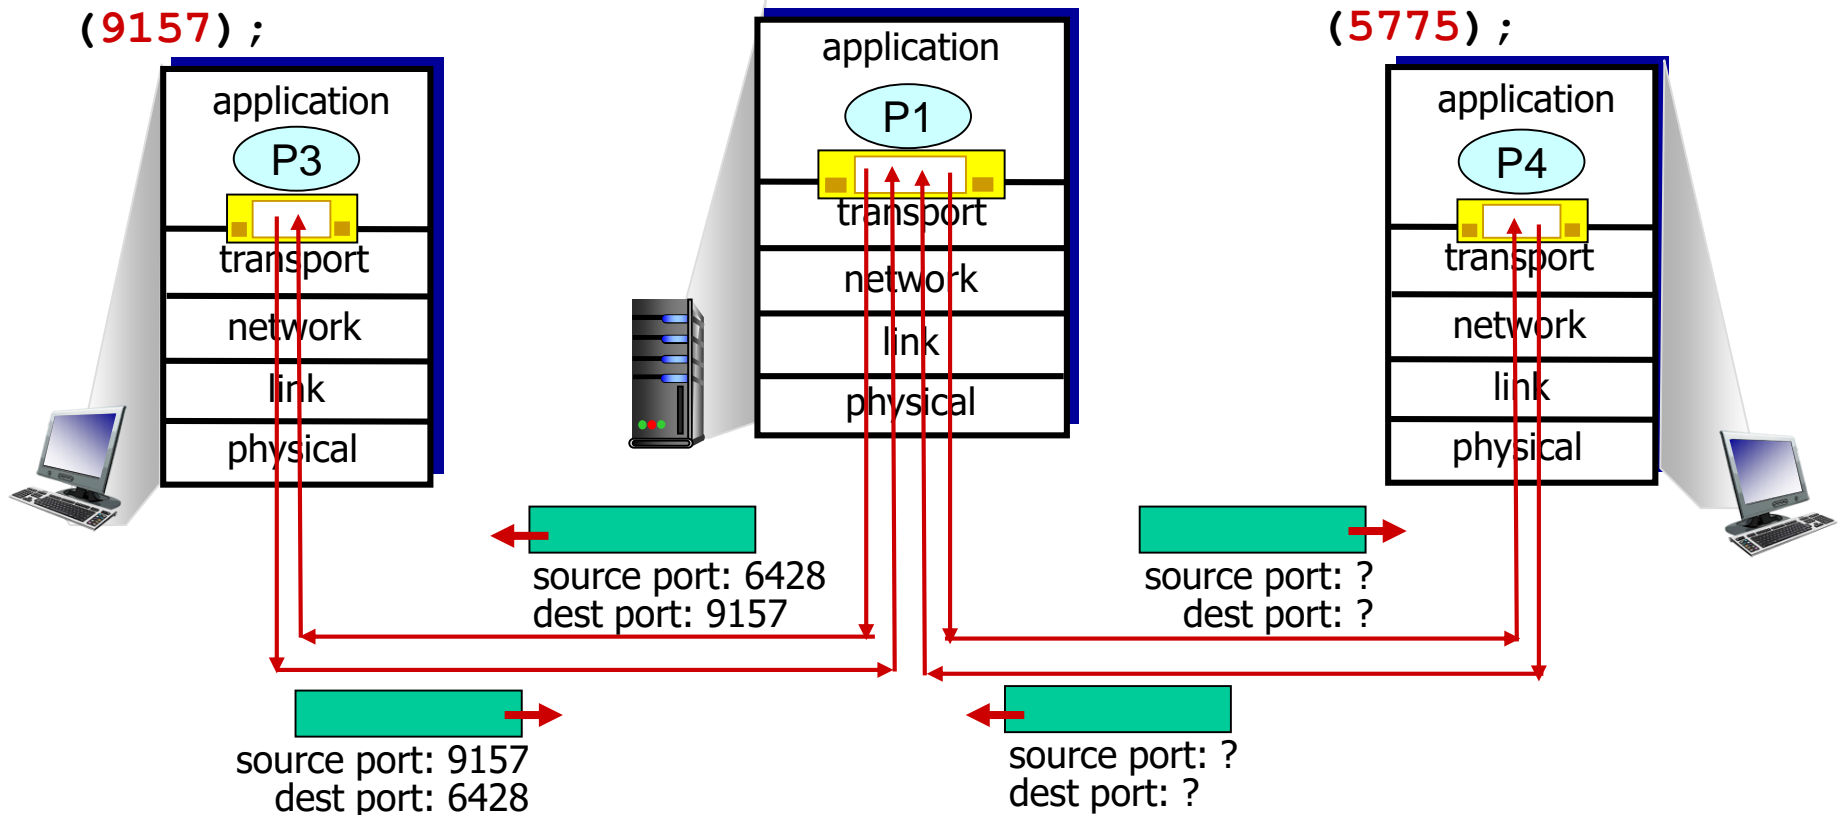 (9157);
application
P3
transport
network
link
physical
application
P1
transport
network
link
physical
(5775);
application
P4
transport
network
link
physical
source port: 6428
dest port: 9157
source port: ?
dest port: ?
source port: 9157
dest port: 6428
source port: ?
dest port: ?